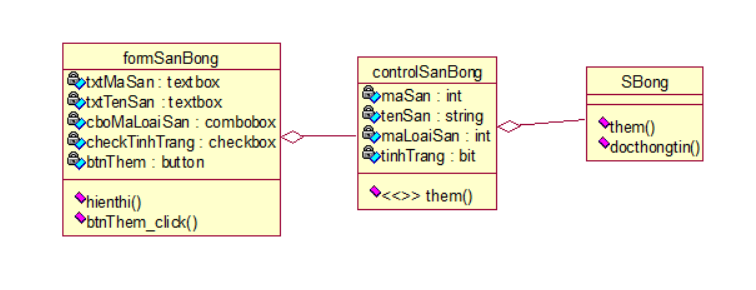 formSanBong
txtMaSan : textbox
txtTenSan : textbox
cboMaLoaiSan : combobox
checkTinhTrang : checkbox
btnThem : button
hienthi()
btnThem_click()
controlSanBong
maSan : int
tenSan : string
maLoaiSan : int
tinhTrang : bit
<<>> them()
SBong
them()
docthongtin()